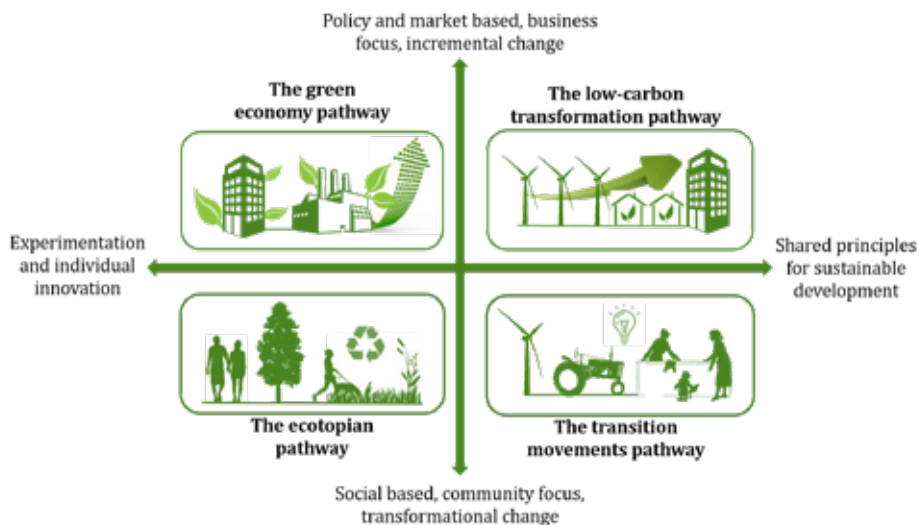 Policy and market based, business
focus, incremental change
The green
economy pathway
The low-carbon
transformation pathway
Experimentation
and individual
innovation
Shared principles
for sustainable
development
The ecotopian
pathway
The transition
movements pathway
Social based, community focus,
transformational change